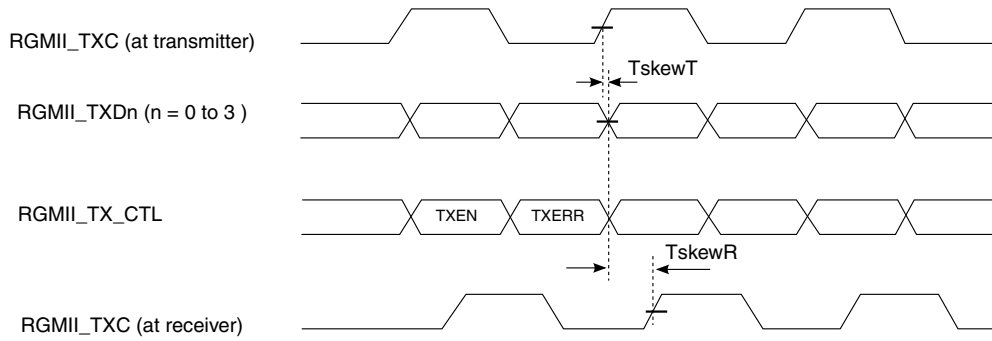 RGMII_TXC (at transmitter)
TskewT
RGMII_TXDn (n = 0 to 3 )
RGMII_TX_CTL
TXEN
TXERR
TskewR
RGMII_TXC (at receiver)